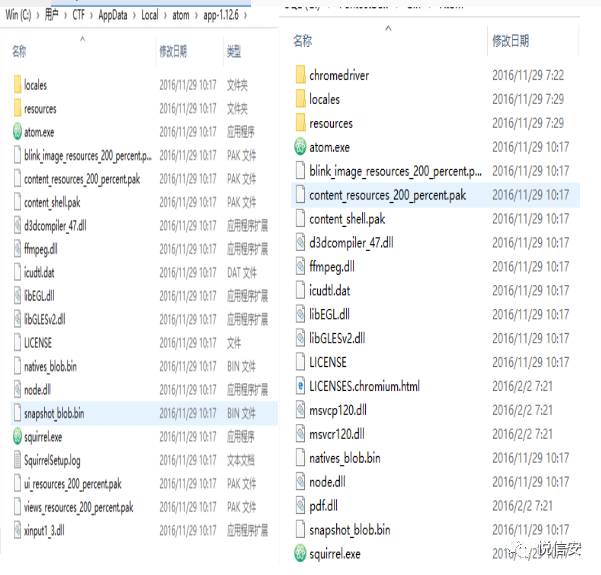 Win (C:) › 用户 › CTF › AppData › Local › atom › app-1.12.6 ›
名称 修改日期 类型
locales 2016/11/29 10:17 文件夹
resources 2016/11/29 10:17 文件夹
atom.exe 2016/11/29 10:17 应用程序
blink_image_resources_200_percent.p... 2016/11/29 10:17 PAK 文件
content_resources_200_percent.pak 2016/11/29 10:17 PAK 文件
content_shell.pak 2016/11/29 10:17 PAK 文件
d3dcompiler_47.dll 2016/11/29 10:17 应用程序扩展
ffmpeg.dll 2016/11/29 10:17 应用程序扩展
icudtl.dat 2016/11/29 10:17 DAT 文件
libEGL.dll 2016/11/29 10:17 应用程序扩展
libGLESv2.dll 2016/11/29 10:17 应用程序扩展
LICENSE 2016/11/29 10:17 文件
natives_blob.bin 2016/11/29 10:17 BIN 文件
node.dll 2016/11/29 10:17 应用程序扩展
snapshot_blob.bin 2016/11/29 10:17 BIN 文件
squirrel.exe 2016/11/29 10:17 应用程序
SquirrelSetup.log 2016/11/29 10:17 文本文档
ui_resources_200_percent.pak 2016/11/29 10:17 PAK 文件
views_resources_200_percent.pak 2016/11/29 10:17 PAK 文件
xinput1_3.dll 2016/11/29 10:17 应用程序扩展
名称 修改日期
chromedriver 2016/11/29 7:22
locales 2016/11/29 7:29
resources 2016/11/29 7:29
atom.exe 2016/11/29 10:17
blink_image_resources_200_percent.p... 2016/11/29 10:17
content_resources_200_percent.pak 2016/11/29 10:17
content_shell.pak 2016/11/29 10:17
d3dcompiler_47.dll 2016/11/29 10:17
ffmpeg.dll 2016/11/29 10:17
icudtl.dat 2016/11/29 10:17
libEGL.dll 2016/11/29 10:17
libGLESv2.dll 2016/11/29 10:17
LICENSE 2016/11/29 10:17
LICENSES.chromium.html 2016/2/2 7:21
msvcp120.dll 2016/2/2 7:21
msvcr120.dll 2016/2/2 7:21
natives_blob.bin 2016/11/29 10:17
node.dll 2016/11/29 10:17
pdf.dll 2016/2/2 7:21
snapshot_blob.bin 2016/11/29 10:17
squirrel.exe 2016/11/29 10:17
悦信安